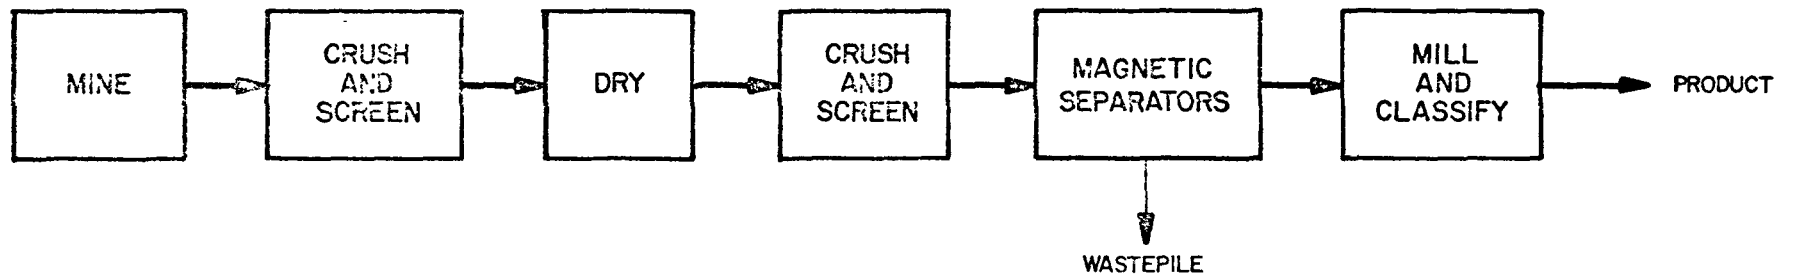 MINE
CRUSH
AND
SCREEN
DRY
CRUSH
AND
SCREEN
MAGNETIC
SEPARATORS
MILL
AND
CLASSIFY
PRODUCT
WASTEPILE